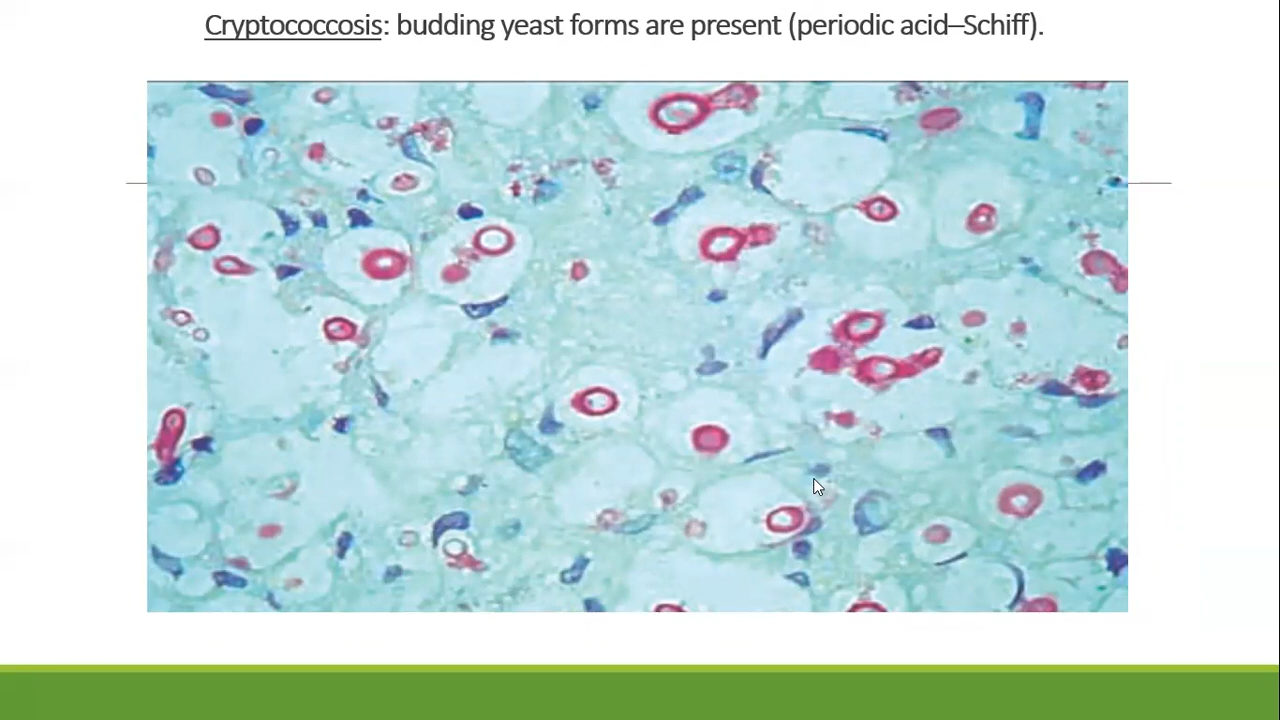 Cryptococcosis: budding yeast forms are present (periodic acid–Schiff).